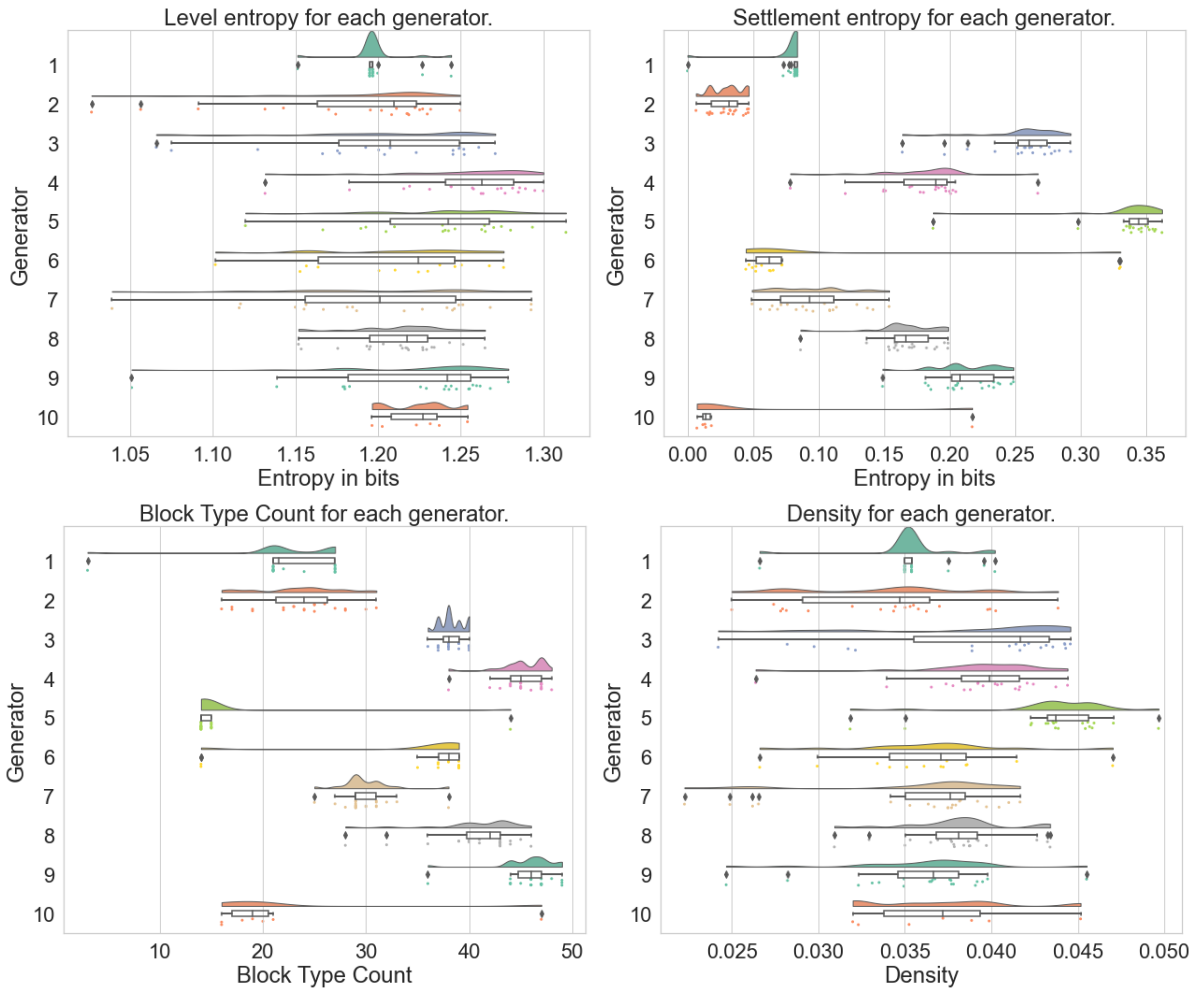 Level entropy for each generator.
Generator
1
2
3
4
5
6
7
8
9
10
1.05 1.10 1.15 1.20 1.25 1.30
Entropy in bits
Settlement entropy for each generator.
Generator
1
2
3
4
5
6
7
8
9
10
0.00 0.05 0.10 0.15 0.20 0.25 0.30 0.35
Entropy in bits
Block Type Count for each generator.
Generator
1
2
3
4
5
6
7
8
9
10
10 20 30 40 50
Block Type Count
Density for each generator.
Generator
1
2
3
4
5
6
7
8
9
10
0.025 0.030 0.035 0.040 0.045 0.050
Density